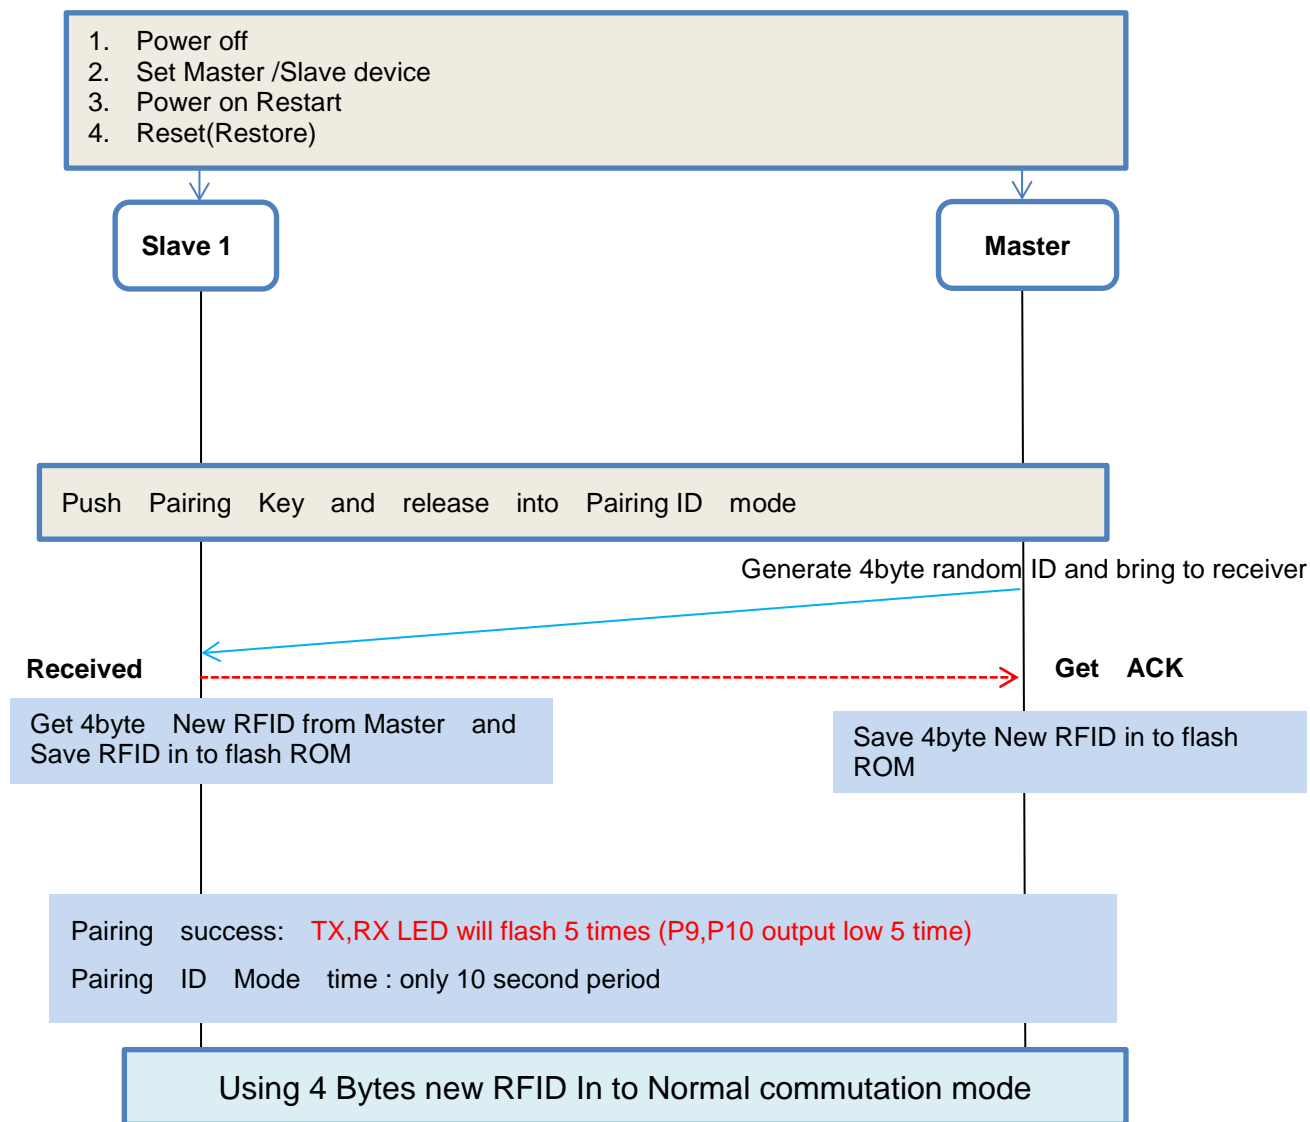 1. Power off
2. Set Master /Slave device
3. Power on Restart
4. Reset(Restore)
Slave 1
Master
Push Pairing Key and release into Pairing ID mode
Generate 4byte random ID and bring to receiver
Received
Get ACK
Get 4byte New RFID from Master and
Save RFID in to flash ROM
Save 4byte New RFID in to flash
ROM
Pairing success: TX,RX LED will flash 5 times (P9,P10 output low 5 time)
Pairing ID Mode time : only 10 second period
Using 4 Bytes new RFID In to Normal commutation mode